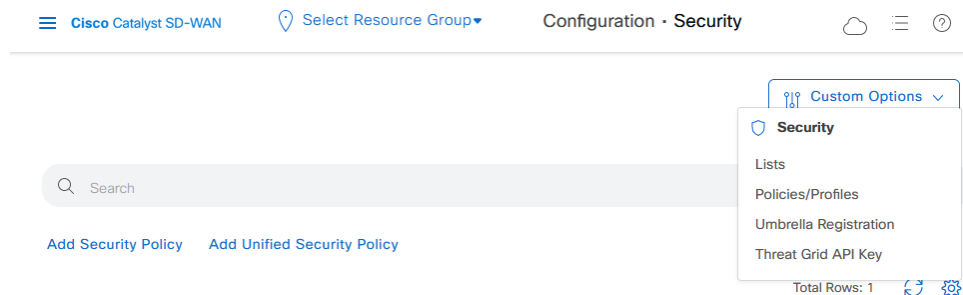 Cisco Catalyst SD-WAN Select Resource Group▾ Configuration · Security
Custom Options
Security
Lists
Search
Policies/Profiles
Umbrella Registration
Add Security Policy Add Unified Security Policy
Threat Grid API Key
Total Rows: 1